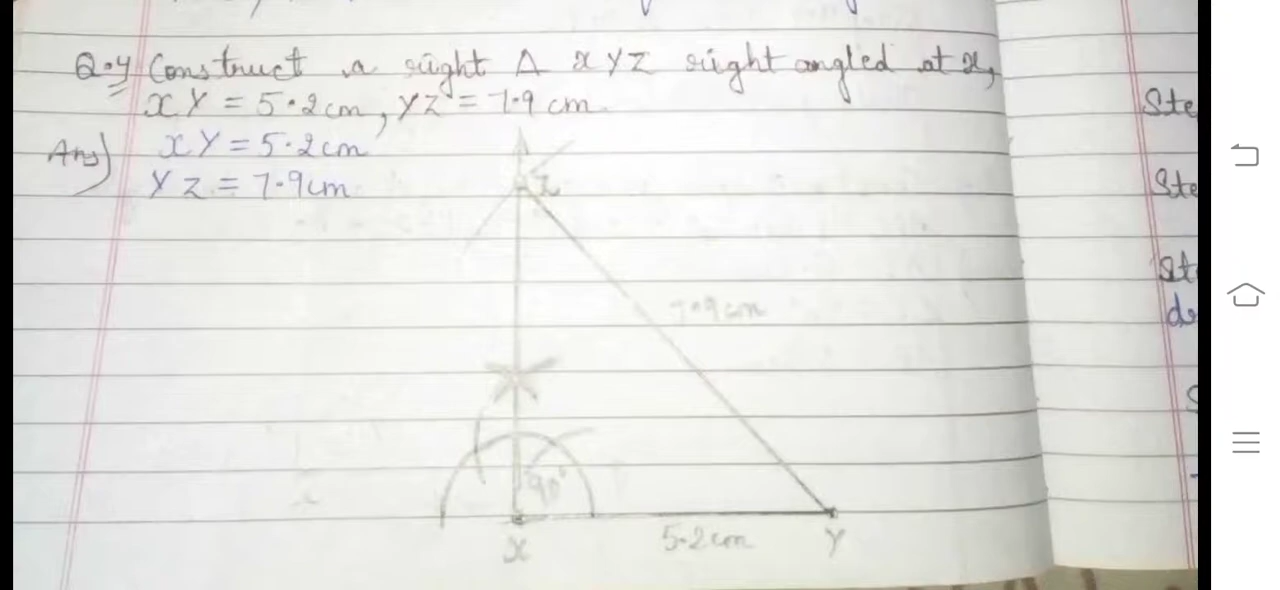 Q.4 Construct a right Δ XYZ right angled at X,
XY = 5.2cm, YZ = 7.9 cm.
Ans) XY = 5.2cm
YZ = 7.9cm
Z
7.9cm
90°
X 5.2cm Y
Ste
Ste
St
de